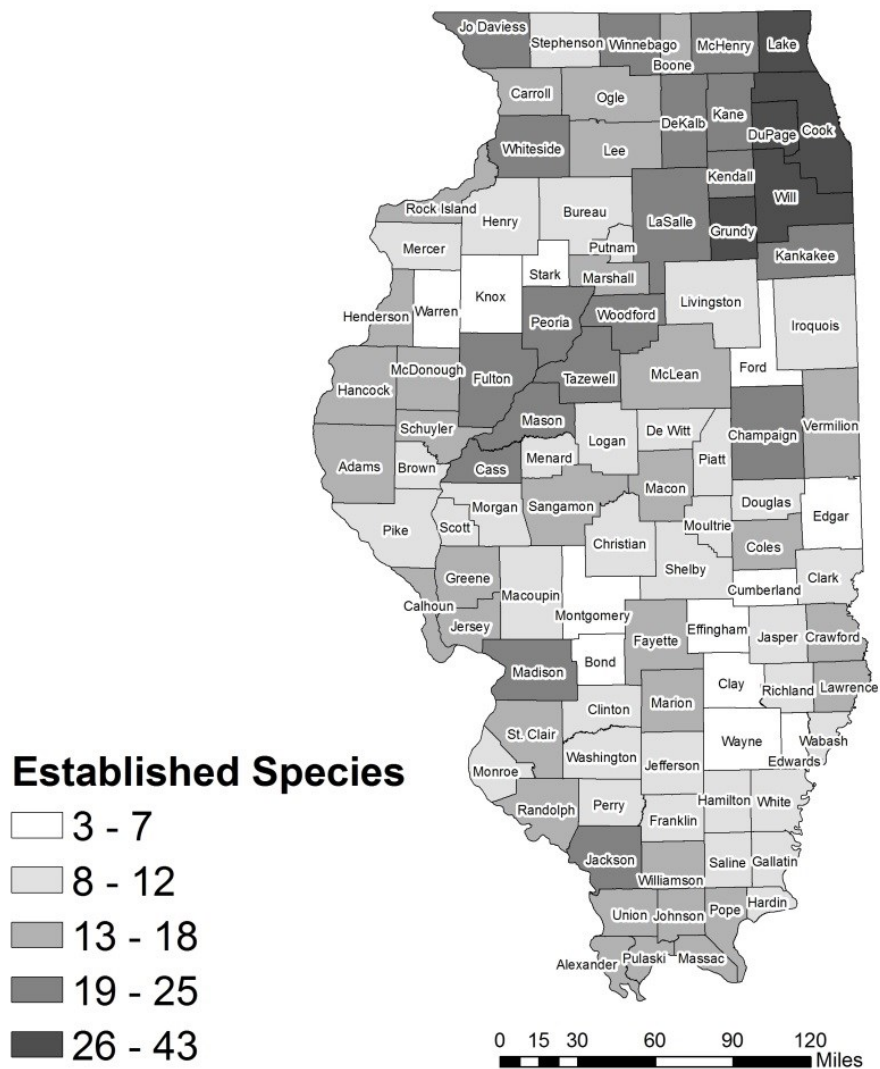 Jo Daviess
Stephenson
Winnebago
Boone
McHenry
Lake
Carroll
Ogle
DeKalb
Kane
DuPage
Cook
Whiteside
Lee
Kendall
Will
Rock Island
Henry
Bureau
LaSalle
Grundy
Mercer
Putnam
Kankakee
Stark
Marshall
Knox
Warren
Henderson
Peoria
Woodford
Livingston
Iroquois
Ford
McDonough
Fulton
Tazewell
McLean
Hancock
Schuyler
Mason
Logan
De Witt
Champaign
Vermilion
Adams
Brown
Cass
Menard
Piatt
Macon
Pike
Scott
Morgan
Sangamon
Christian
Moultrie
Douglas
Edgar
Coles
Shelby
Greene
Macoupin
Montgomery
Cumberland
Clark
Calhoun
Jersey
Fayette
Effingham
Jasper
Crawford
Madison
Bond
Clay
Richland
Lawrence
Clinton
Marion
St. Clair
Wayne
Edwards
Wabash
Washington
Jefferson
Monroe
Randolph
Perry
Hamilton
White
Franklin
Jackson
Williamson
Saline
Gallatin
Union
Johnson
Pope
Hardin
Alexander
Pulaski
Massac
Established Species
3 - 7
8 - 12
13 - 18
19 - 25
26 - 43
0 15 30 60 90 120
Miles